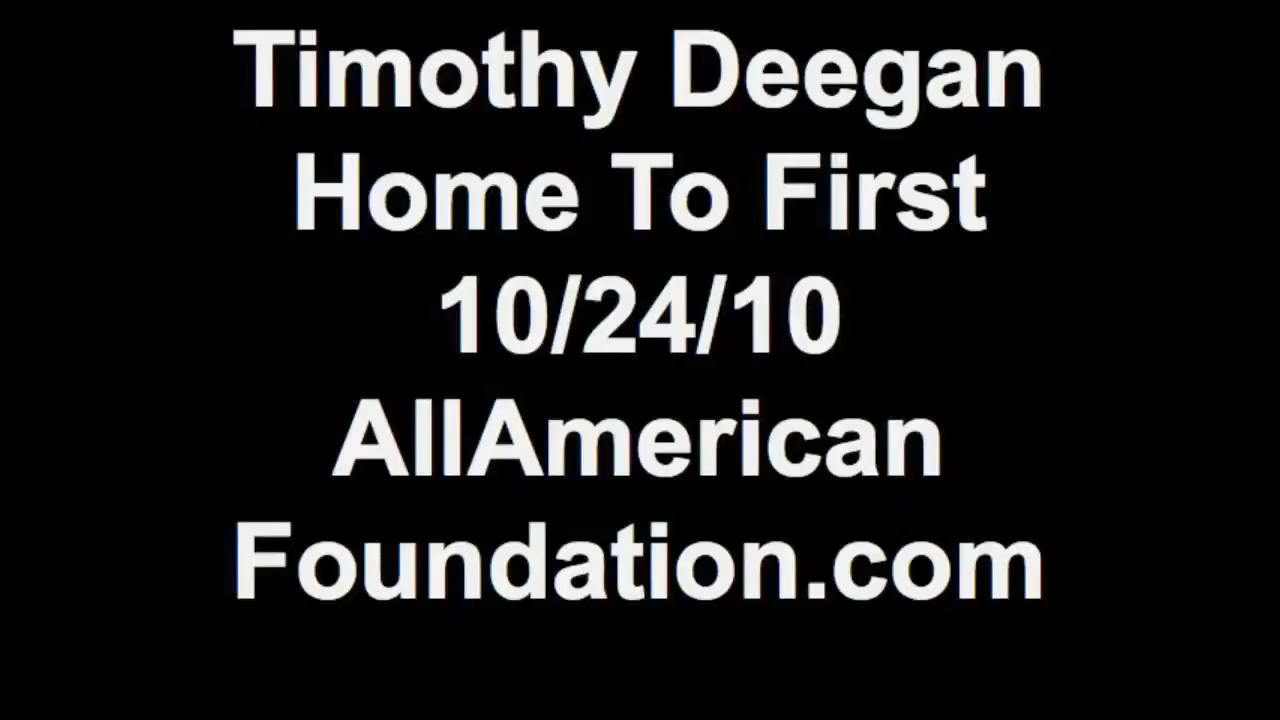 Timothy Deegan
Home To First
10/24/10
AllAmerican
Foundation.com